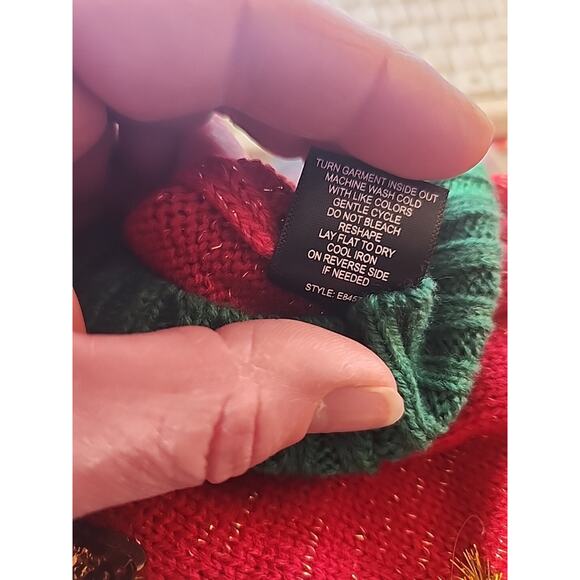 TURN GARMENT INSIDE OUT
MACHINE WASH COLD
WITH LIKE COLORS
GENTLE CYCLE
DO NOT BLEACH
RESHAPE
LAY FLAT TO DRY
COOL IRON
ON REVERSE SIDE
IF NEEDED
STYLE: